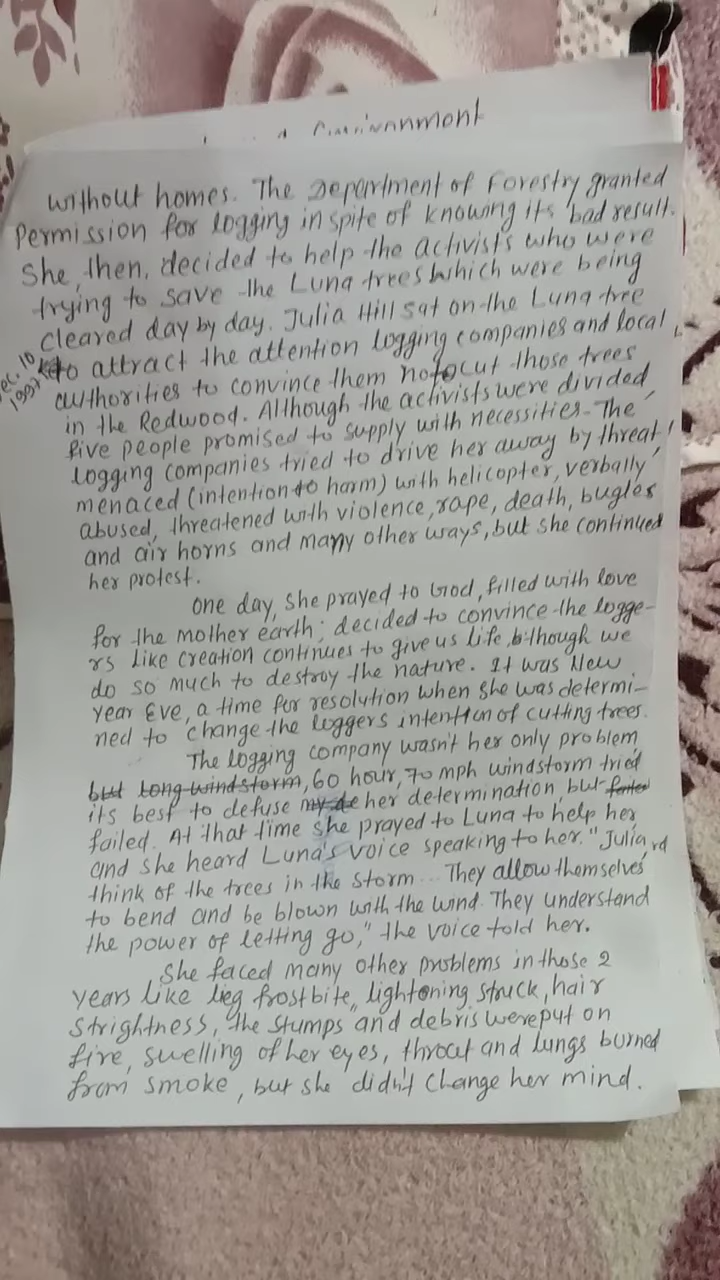 Environment
without homes. The Department of Forestry granted
Permission for logging in spite of knowing its bad result.
She, then, decided to help the activists who were
trying to save the Luna trees which were being
cleared day by day. Julia Hill sat on the Luna tree
Dec. 10
1997
to attract the attention logging companies and local
authorities to convince them not to cut those trees
in the Redwood. Although the activists were divided,
five people promised to supply with necessities. The
logging companies tried to drive her away by threat,
menaced (intention to harm) with helicopter, verbally
abused, threatened with violence, rape, death, bugles
and air horns and many other ways, but she continued
her protest.
One day, she prayed to God, filled with love
for the mother earth; decided to convince the logge-
rs like creation continues to give us life, though we
do so much to destroy the nature. It was New
Year Eve, a time for resolution when she was determi-
ned to change the loggers intention of cutting trees.
The logging company wasn't her only problem,
but long windstorm, 60 hour, 70 mph windstorm tried
its best to defuse her determination but failed
failed. At that time she prayed to Luna to help her
and she heard Luna's voice speaking to her. "Julia,
think of the trees in the storm... They allow themselves
to bend and be blown with the wind. They understand
the power of letting go," the voice told her.
She faced many other problems in those 2
years like leg frostbite, lightening struck, hair
strightness, the stumps and debris were put on
fire, swelling of her eyes, throat and lungs burned
from smoke, but she didn't change her mind.